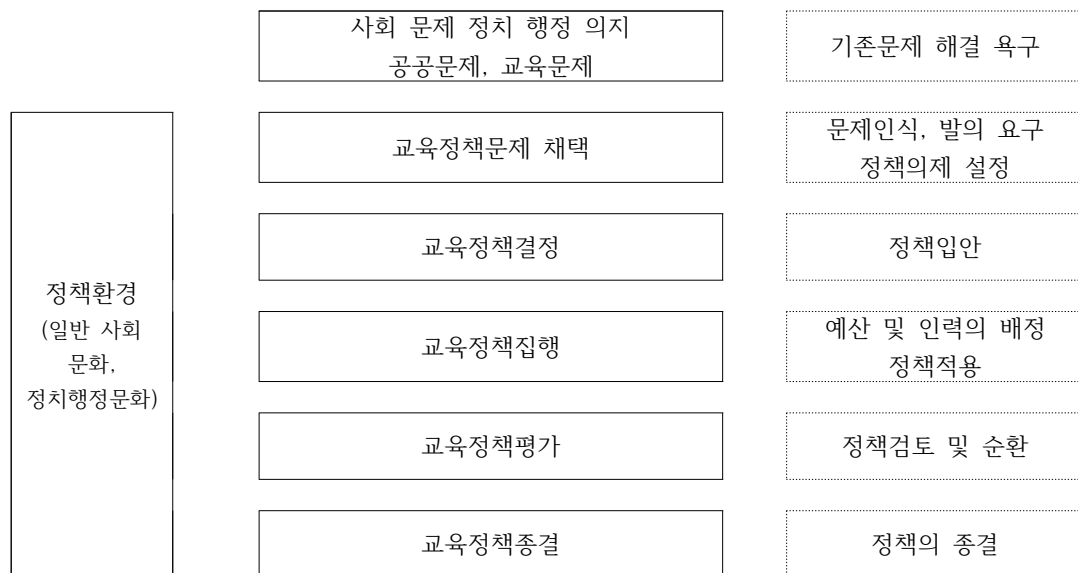 사회 문제 정치 행정 의지
공공문제, 교육문제
기존문제 해결 욕구
정책환경
(일반 사회
문화,
정치행정문화)
교육정책문제 채택
문제인식, 발의 요구
정책의제 설정
교육정책결정
정책입안
교육정책집행
예산 및 인력의 배정
정책적용
교육정책평가
정책검토 및 순환
교육정책종결
정책의 종결